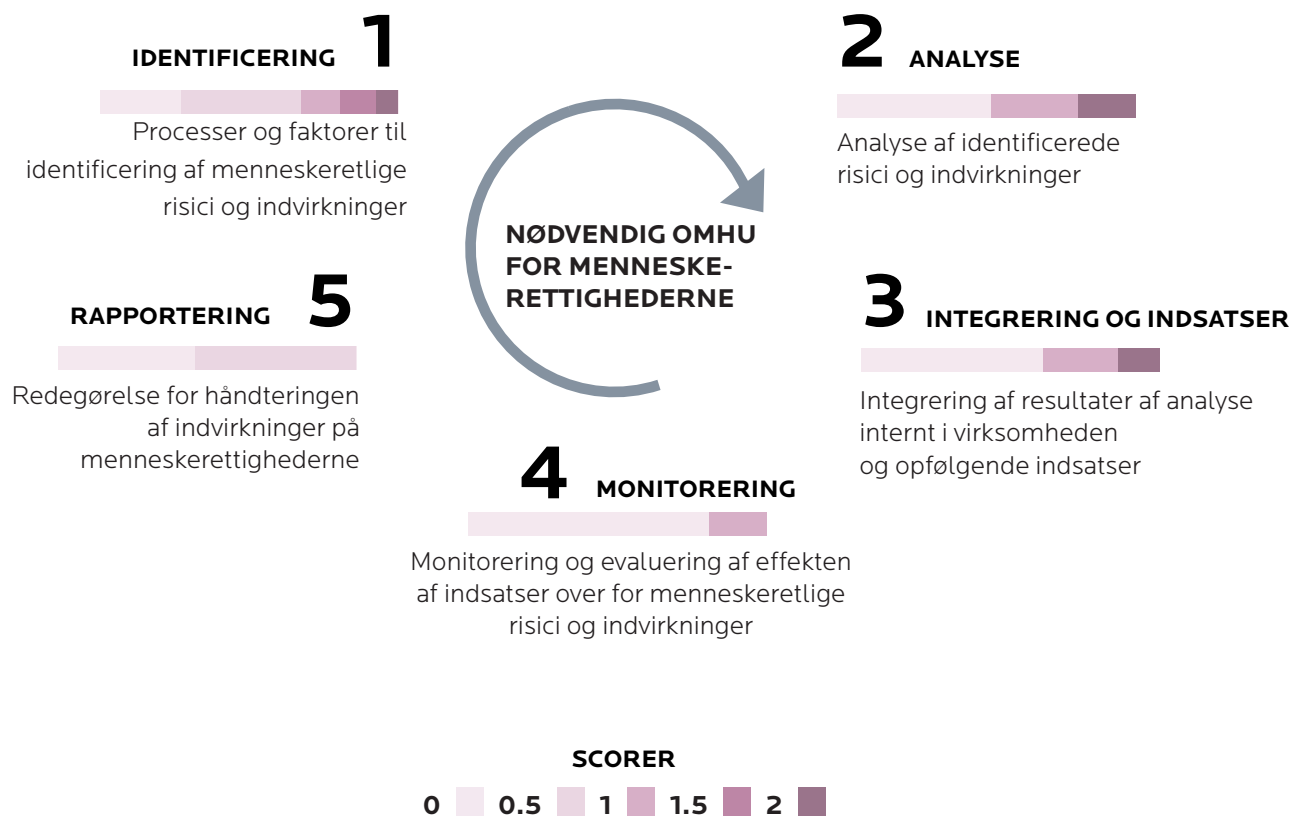 1
IDENTIFICERING
Processer og faktorer til
identificering af menneskeretlige
risici og indvirkninger
2
ANALYSE
Analyse af identificerede
risici og indvirkninger
NØDVENDIG OMHU
FOR MENNESKE-
RETTIGHEDERNE
3
INTEGRERING OG INDSATSER
Integrering af resultater af analyse
internt i virksomheden
og opfølgende indsatser
4
MONITORERING
Monitorering og evaluering af effekten
af indsatser over for menneskeretlige
risici og indvirkninger
5
RAPPORTERING
Redegørelse for håndteringen
af indvirkninger på
menneskerettighederne
SCORER
0 0.5 1 1.5 2